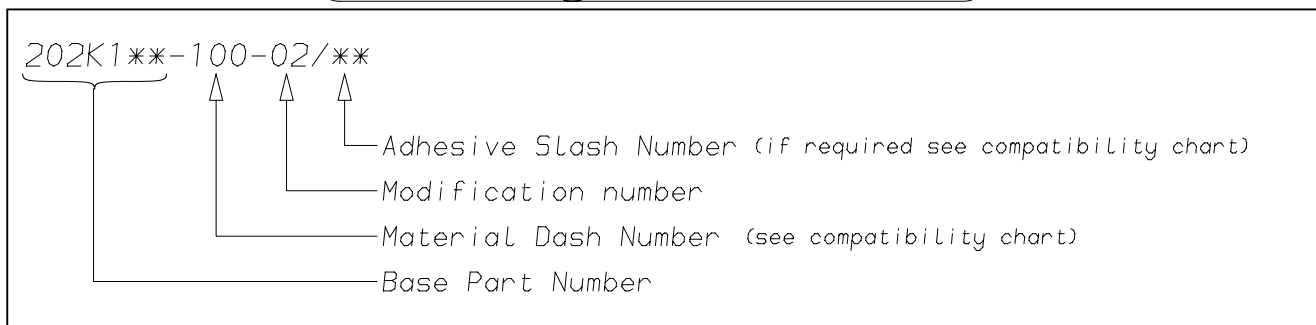 202K1**-100-02/**
Adhesive Slash Number (if required see compatibility chart)
Modification number
Material Dash Number (see compatibility chart)
Base Part Number